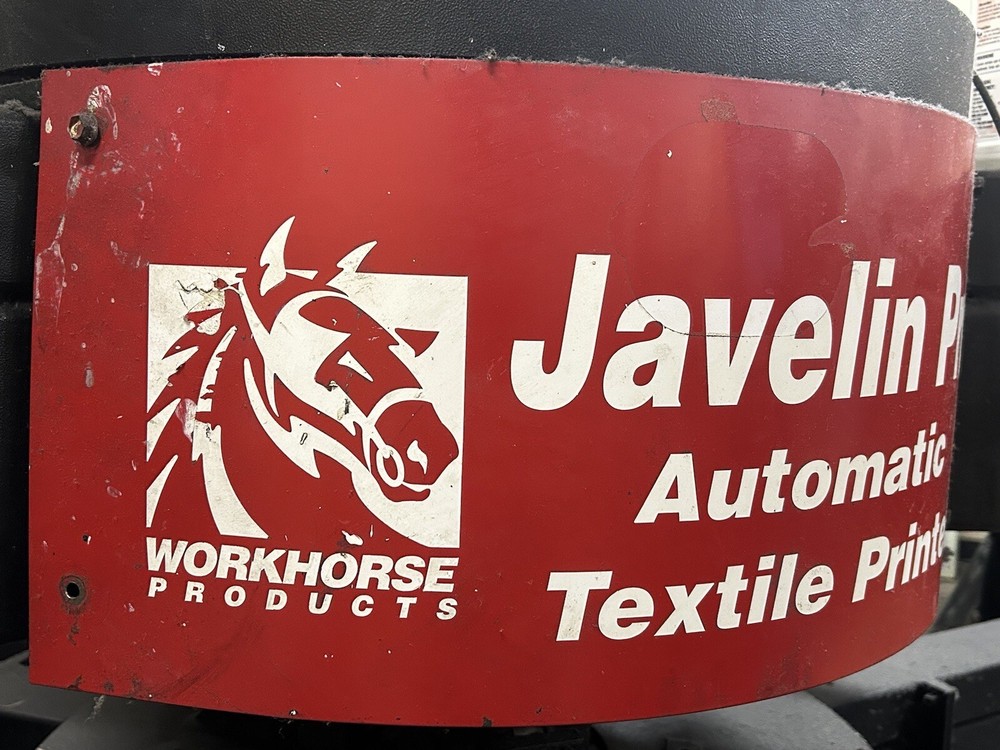 Javelin
Automatic
Textile
WORKHORSE
PRODUCTS